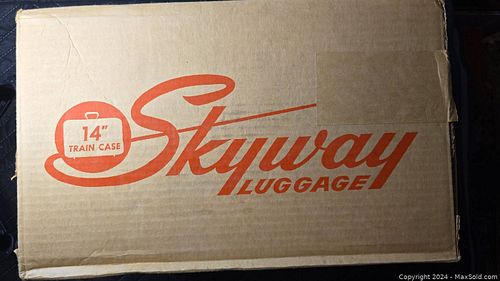 14"
TRAIN CASE
Skyway
LUGGAGE
Copyright © 2024 - MaxSold.com